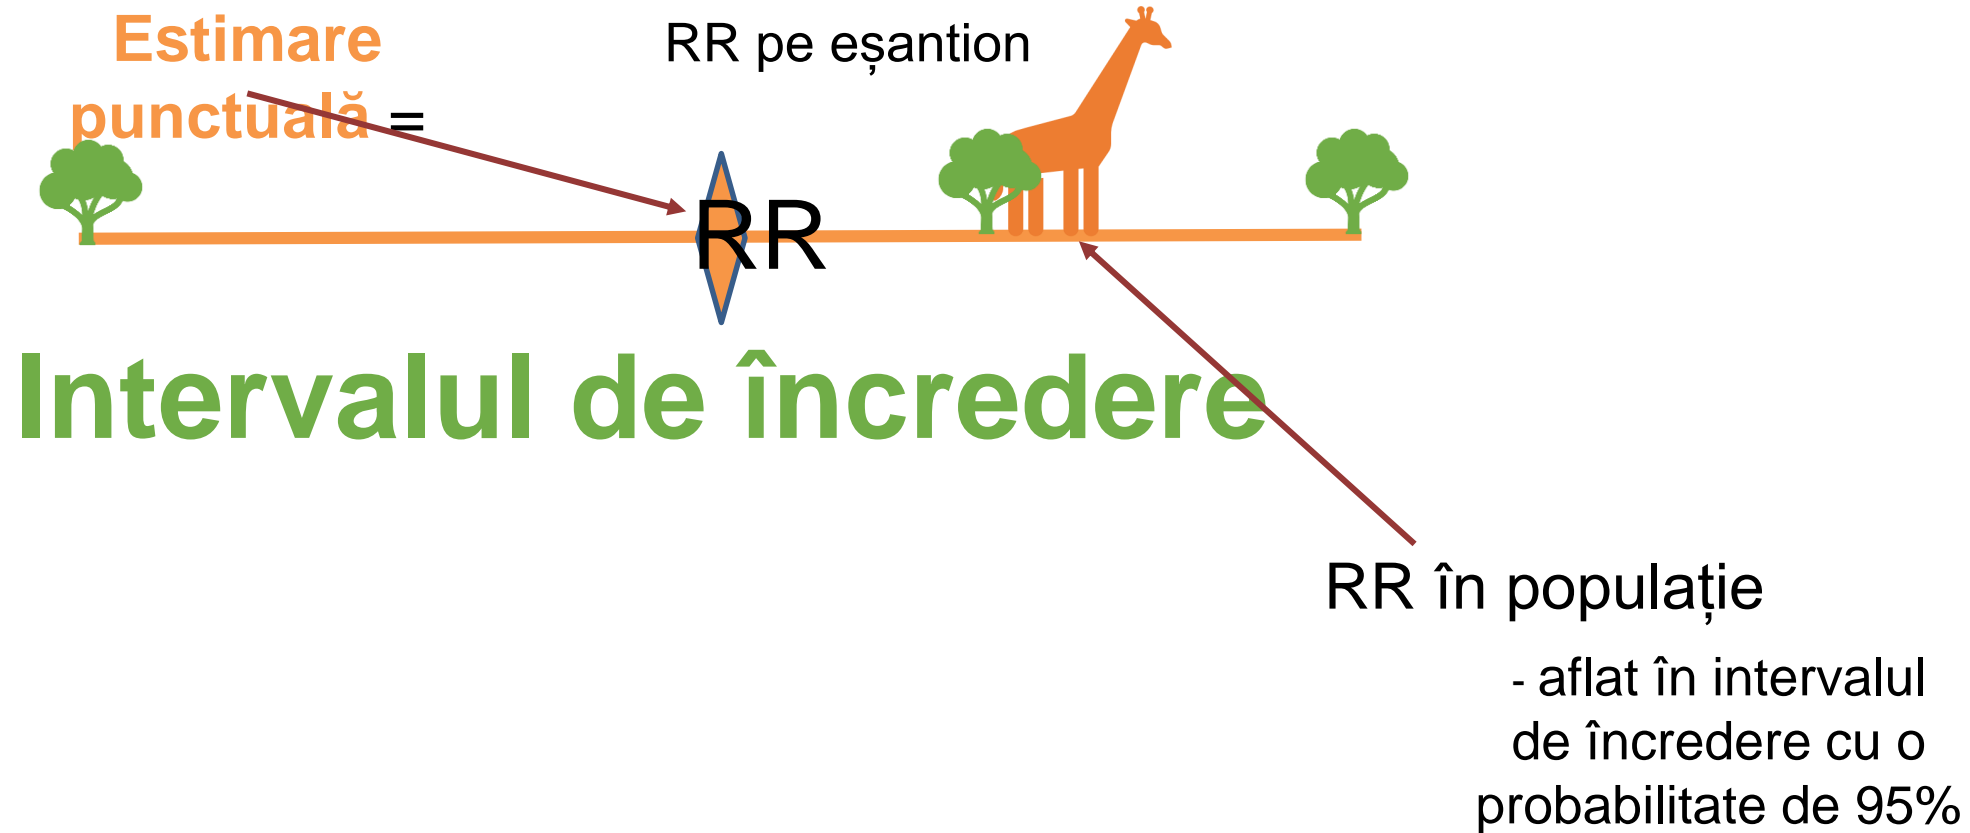 Estimare
punctuală =
RR pe eșantion
RR
Intervalul de încredere
RR în populație
- aflat în intervalul
de încredere cu o
probabilitate de 95%